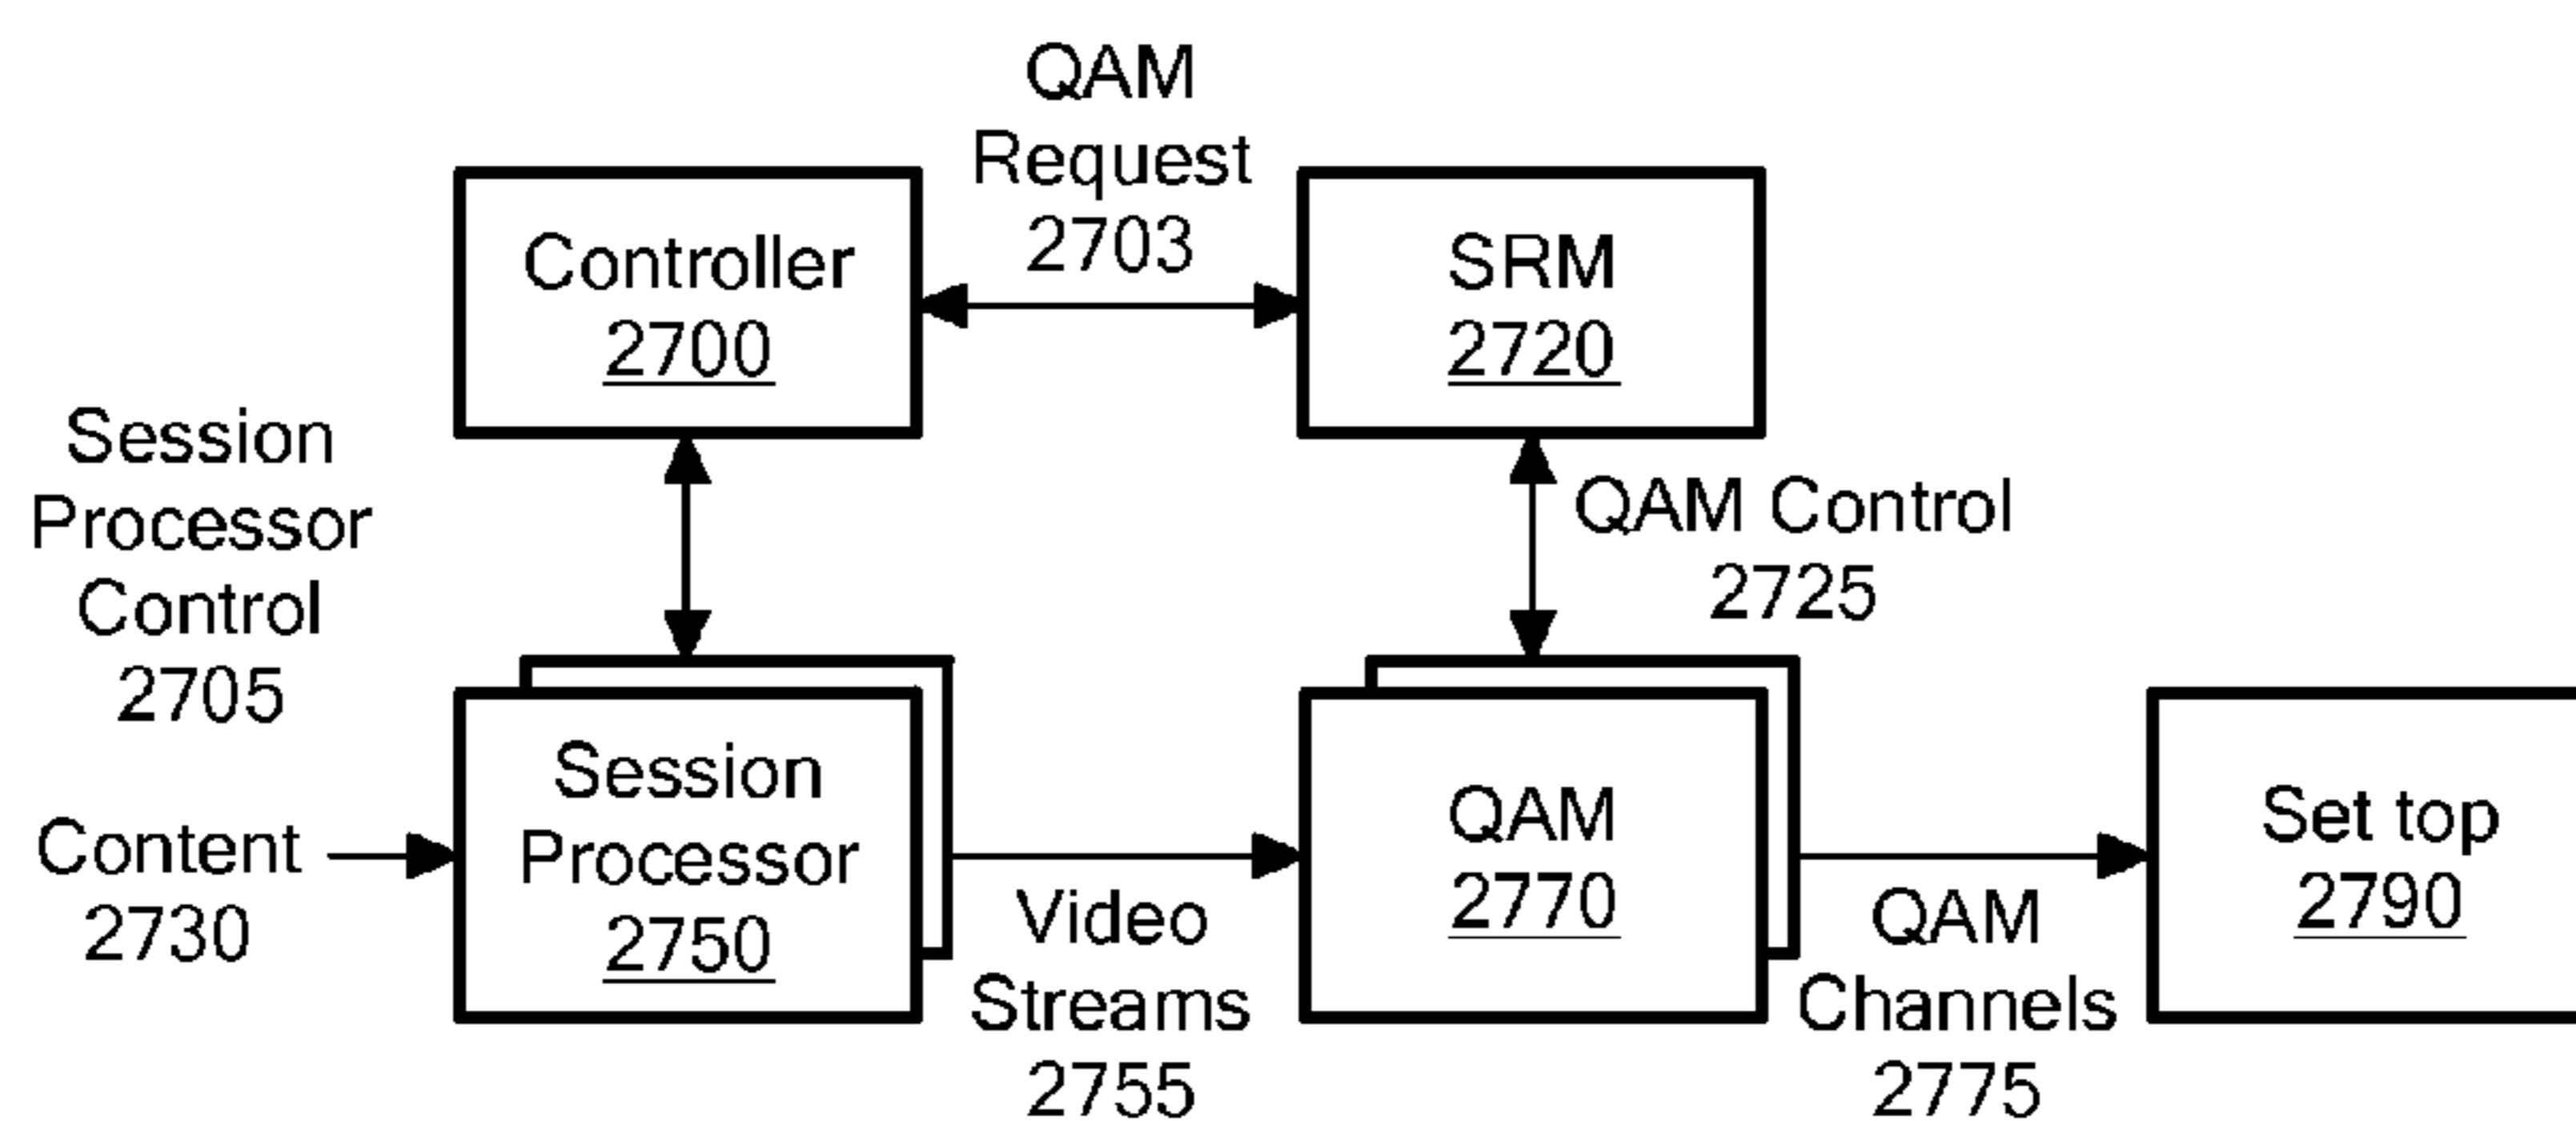 QAM
Request
2703
Controller
2700
SRM
2720
Session
Processor
Control
2705
QAM Control
2725
Content
2730
Session
Processor
2750
Video
Streams
2755
QAM
2770
QAM
Channels
2775
Set top
2790